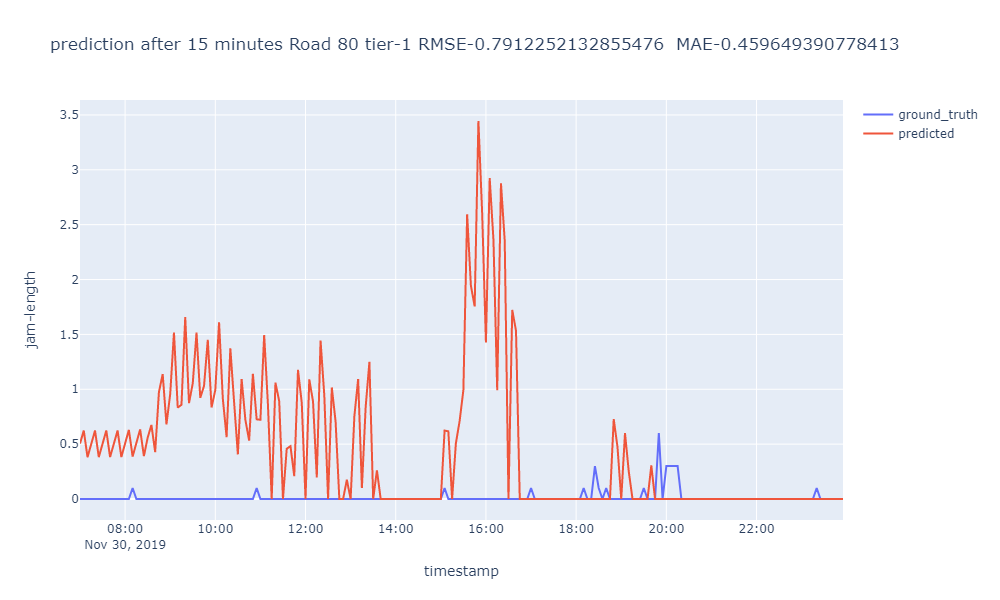 prediction after 15 minutes Road 80 tier-1 RMSE-0.7912252132855476  MAE-0.459649390778413
ground_truth
predicted
3.5
3
2.5
2
1.5
1
0.5
0
jam-length
08:00 10:00 12:00 14:00 16:00 18:00 20:00 22:00
Nov 30, 2019
timestamp